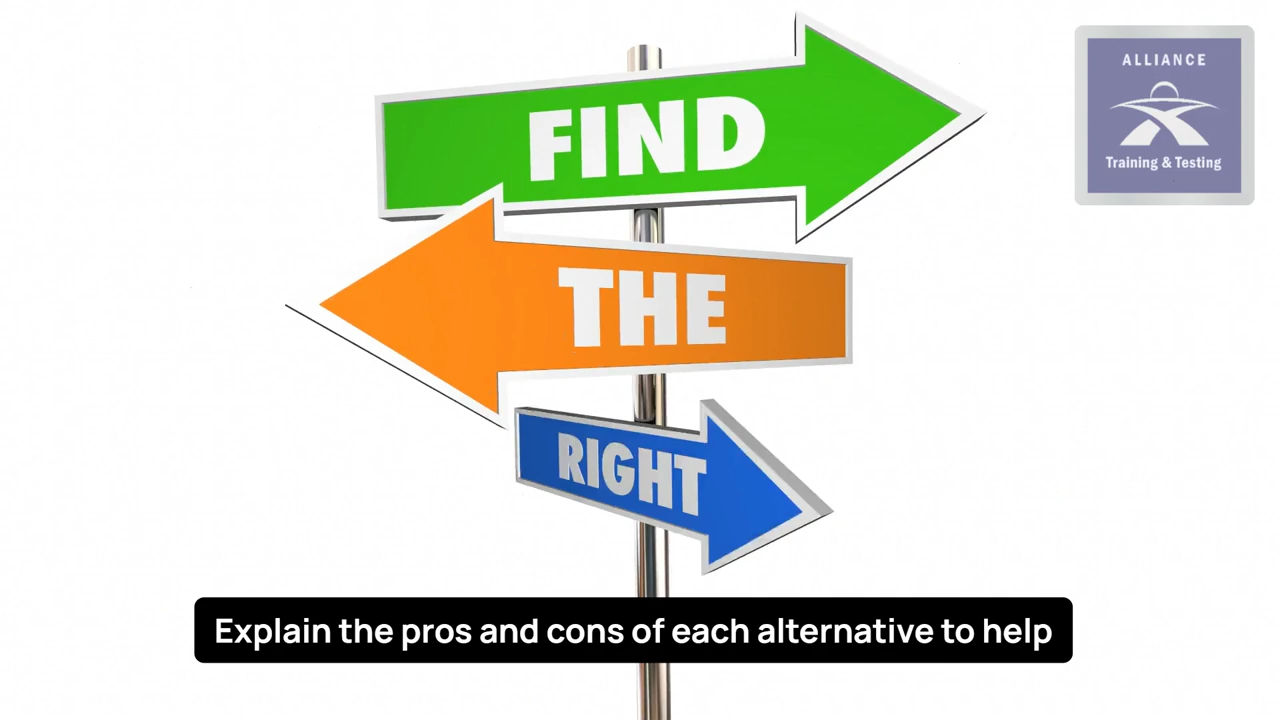 FIND
THE
RIGHT
ALLIANCE
Training & Testing
Explain the pros and cons of each alternative to help